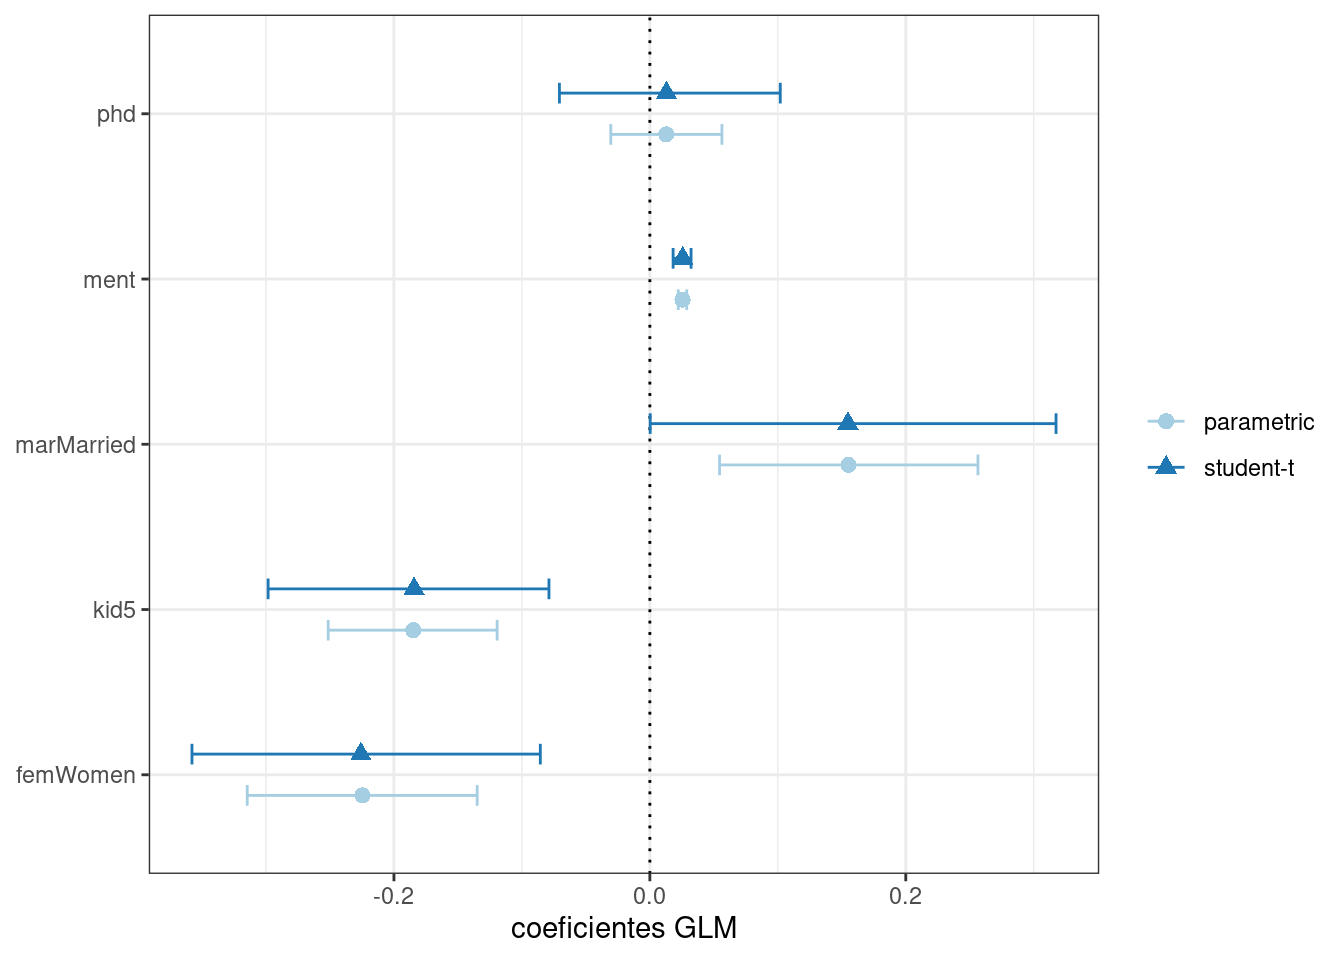 phd
ment
marMarried
kid5
femWomen
-0.2
0.0
0.2
coeficientes GLM
parametric
student-t